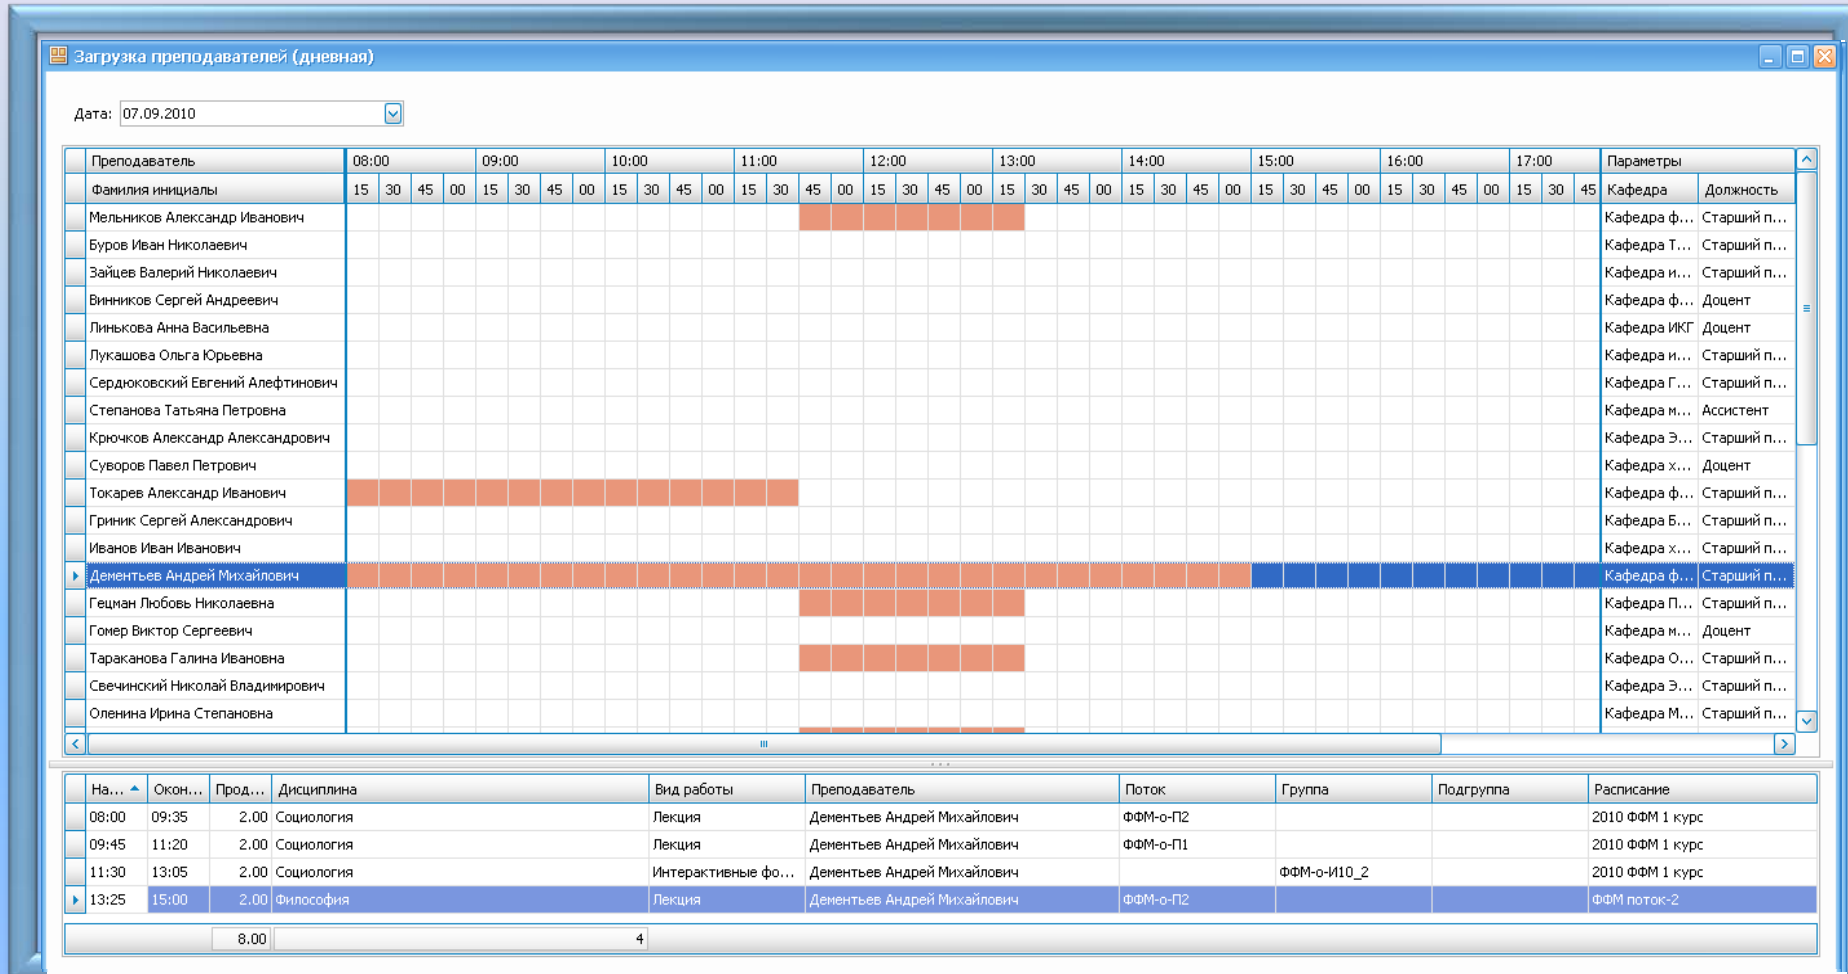 Загрузка преподавателей (дневная)
Дата: 07.09.2010
Преподаватель 08:00 09:00 10:00 11:00 12:00 13:00 14:00 15:00 16:00 17:00 Параметры
Фамилия инициалы 15 30 45 00 15 30 45 00 15 30 45 00 15 30 45 00 15 30 45 00 15 30 45 00 15 30 45 00 15 30 45 00 15 30 45 00 15 30 45 Кафедра Должность
Мельников Александр Иванович Кафедра ф... Старший п...
Буров Иван Николаевич Кафедра Т... Старший п...
Зайцев Валерий Николаевич Кафедра и... Старший п...
Винников Сергей Андреевич Кафедра ф... Доцент
Линькова Анна Васильевна Кафедра ИКГ Доцент
Лукашова Ольга Юрьевна Кафедра и... Старший п...
Сердюковский Евгений Алефтинович Кафедра Г... Старший п...
Степанова Татьяна Петровна Кафедра м... Ассистент
Крючков Александр Александрович Кафедра Э... Старший п...
Суворов Павел Петрович Кафедра х... Доцент
Токарев Александр Иванович Кафедра ф... Старший п...
Гриник Сергей Александрович Кафедра Б... Старший п...
Иванов Иван Иванович Кафедра х... Старший п...
Дементьев Андрей Михайлович Кафедра ф... Старший п...
Гецман Любовь Николаевна Кафедра П... Старший п...
Гомер Виктор Сергеевич Кафедра м... Доцент
Тараканова Галина Ивановна Кафедра О... Старший п...
Свечинский Николай Владимирович Кафедра Э... Старший п...
Оленина Ирина Степановна Кафедра М... Старший п...
На... Окон... Прод... Дисциплина Вид работы Преподаватель Поток Группа Подгруппа Расписание
08:00 09:35 2.00 Социология Лекция Дементьев Андрей Михайлович ФФМ-о-П2 2010 ФФМ 1 курс
09:45 11:20 2.00 Социология Лекция Дементьев Андрей Михайлович ФФМ-о-П1 2010 ФФМ 1 курс
11:30 13:05 2.00 Социология Интерактивные фо... Дементьев Андрей Михайлович ФФМ-о-И10_2 2010 ФФМ 1 курс
13:25 15:00 2.00 Философия Лекция Дементьев Андрей Михайлович ФФМ-о-П2 ФФМ поток-2
8.00 4